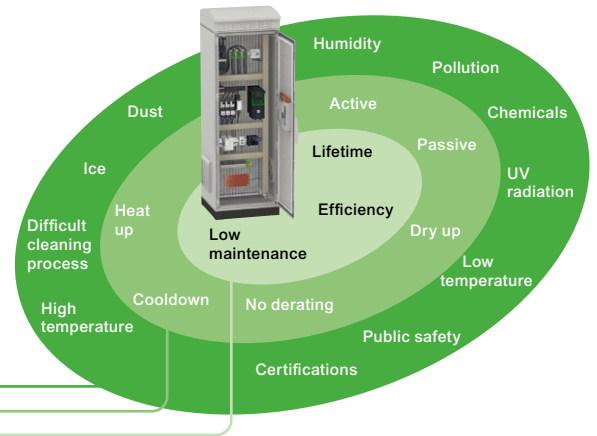 Humidity
Pollution
Dust
Active
Chemicals
Lifetime
Passive
Ice
UV
radiation
Heat
up
Efficiency
Difficult
cleaning
process
Low
maintenance
Dry up
Low
temperature
High
temperature
Cooldown
No derating
Public safety
Certifications